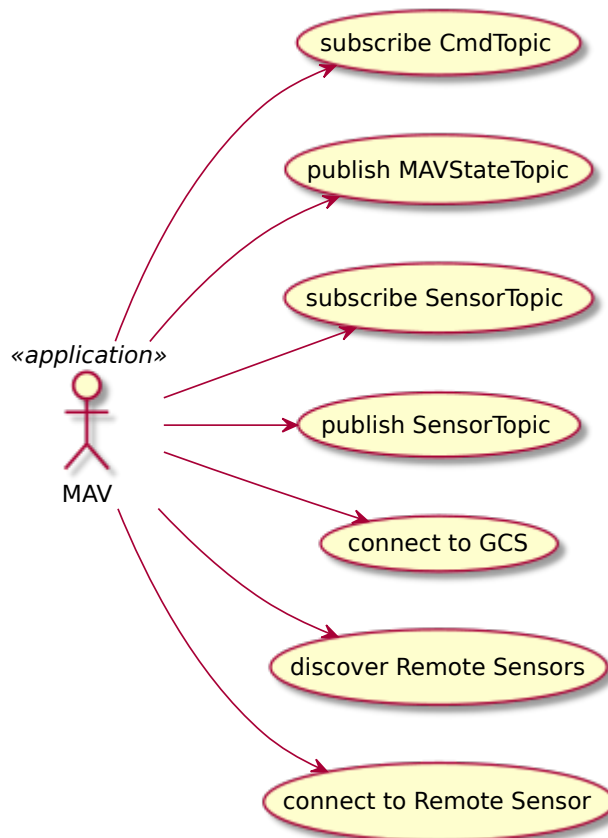 subscribe CmdTopic
publish MAVStateTopic
subscribe SensorTopic
«application»
publish SensorTopic
MAV
connect to GCS
discover Remote Sensors
connect to Remote Sensor